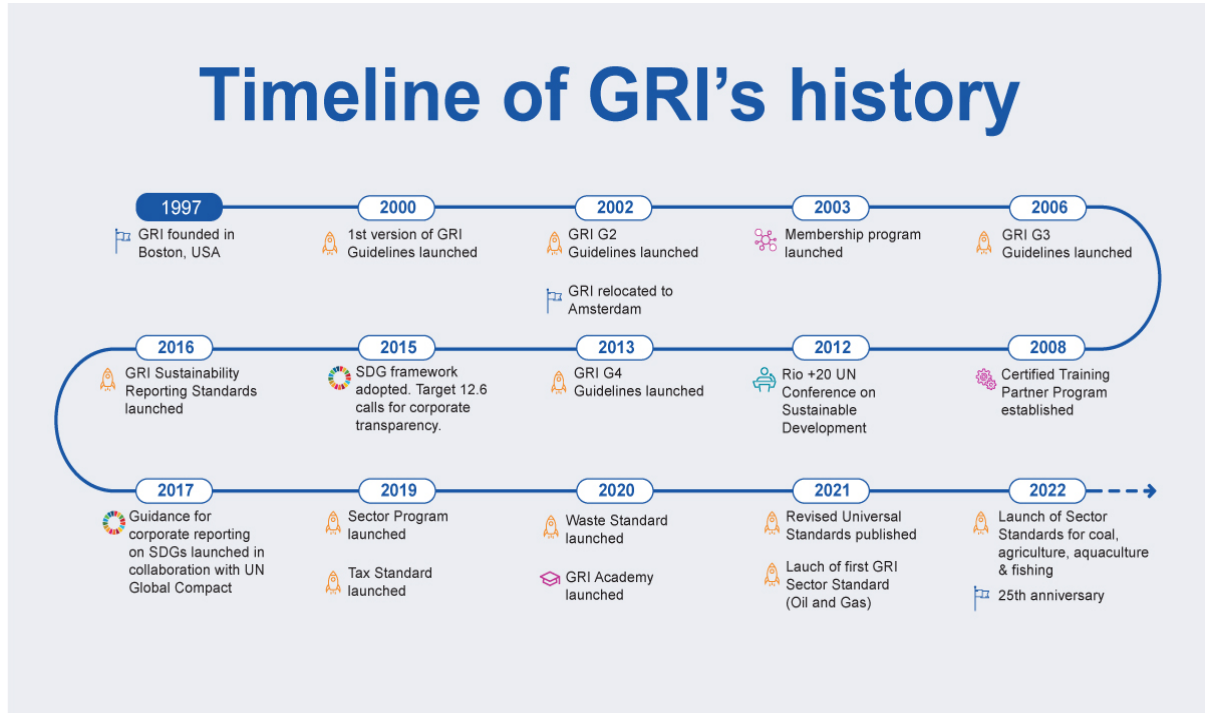 Timeline of GRI's history
1997
GRI founded in
Boston, USA
2000
1st version of GRI
Guidelines launched
2002
GRI G2
Guidelines launched
GRI relocated to
Amsterdam
2003
Membership program
launched
2006
GRI G3
Guidelines launched
2016
GRI Sustainability
Reporting Standards
launched
2015
SDG framework
adopted. Target 12.6
calls for corporate
transparency.
2013
GRI G4
Guidelines launched
2012
Rio +20 UN
Conference on
Sustainable
Development
2008
Certified Training
Partner Program
established
2017
Guidance for
corporate reporting
on SDGs launched in
collaboration with UN
Global Compact
2019
Sector Program
launched
Tax Standard
launched
2020
Waste Standard
launched
GRI Academy
launched
2021
Revised Universal
Standards published
Lauch of first GRI
Sector Standard
(Oil and Gas)
2022
Launch of Sector
Standards for coal,
agriculture, aquaculture
& fishing
25th anniversary